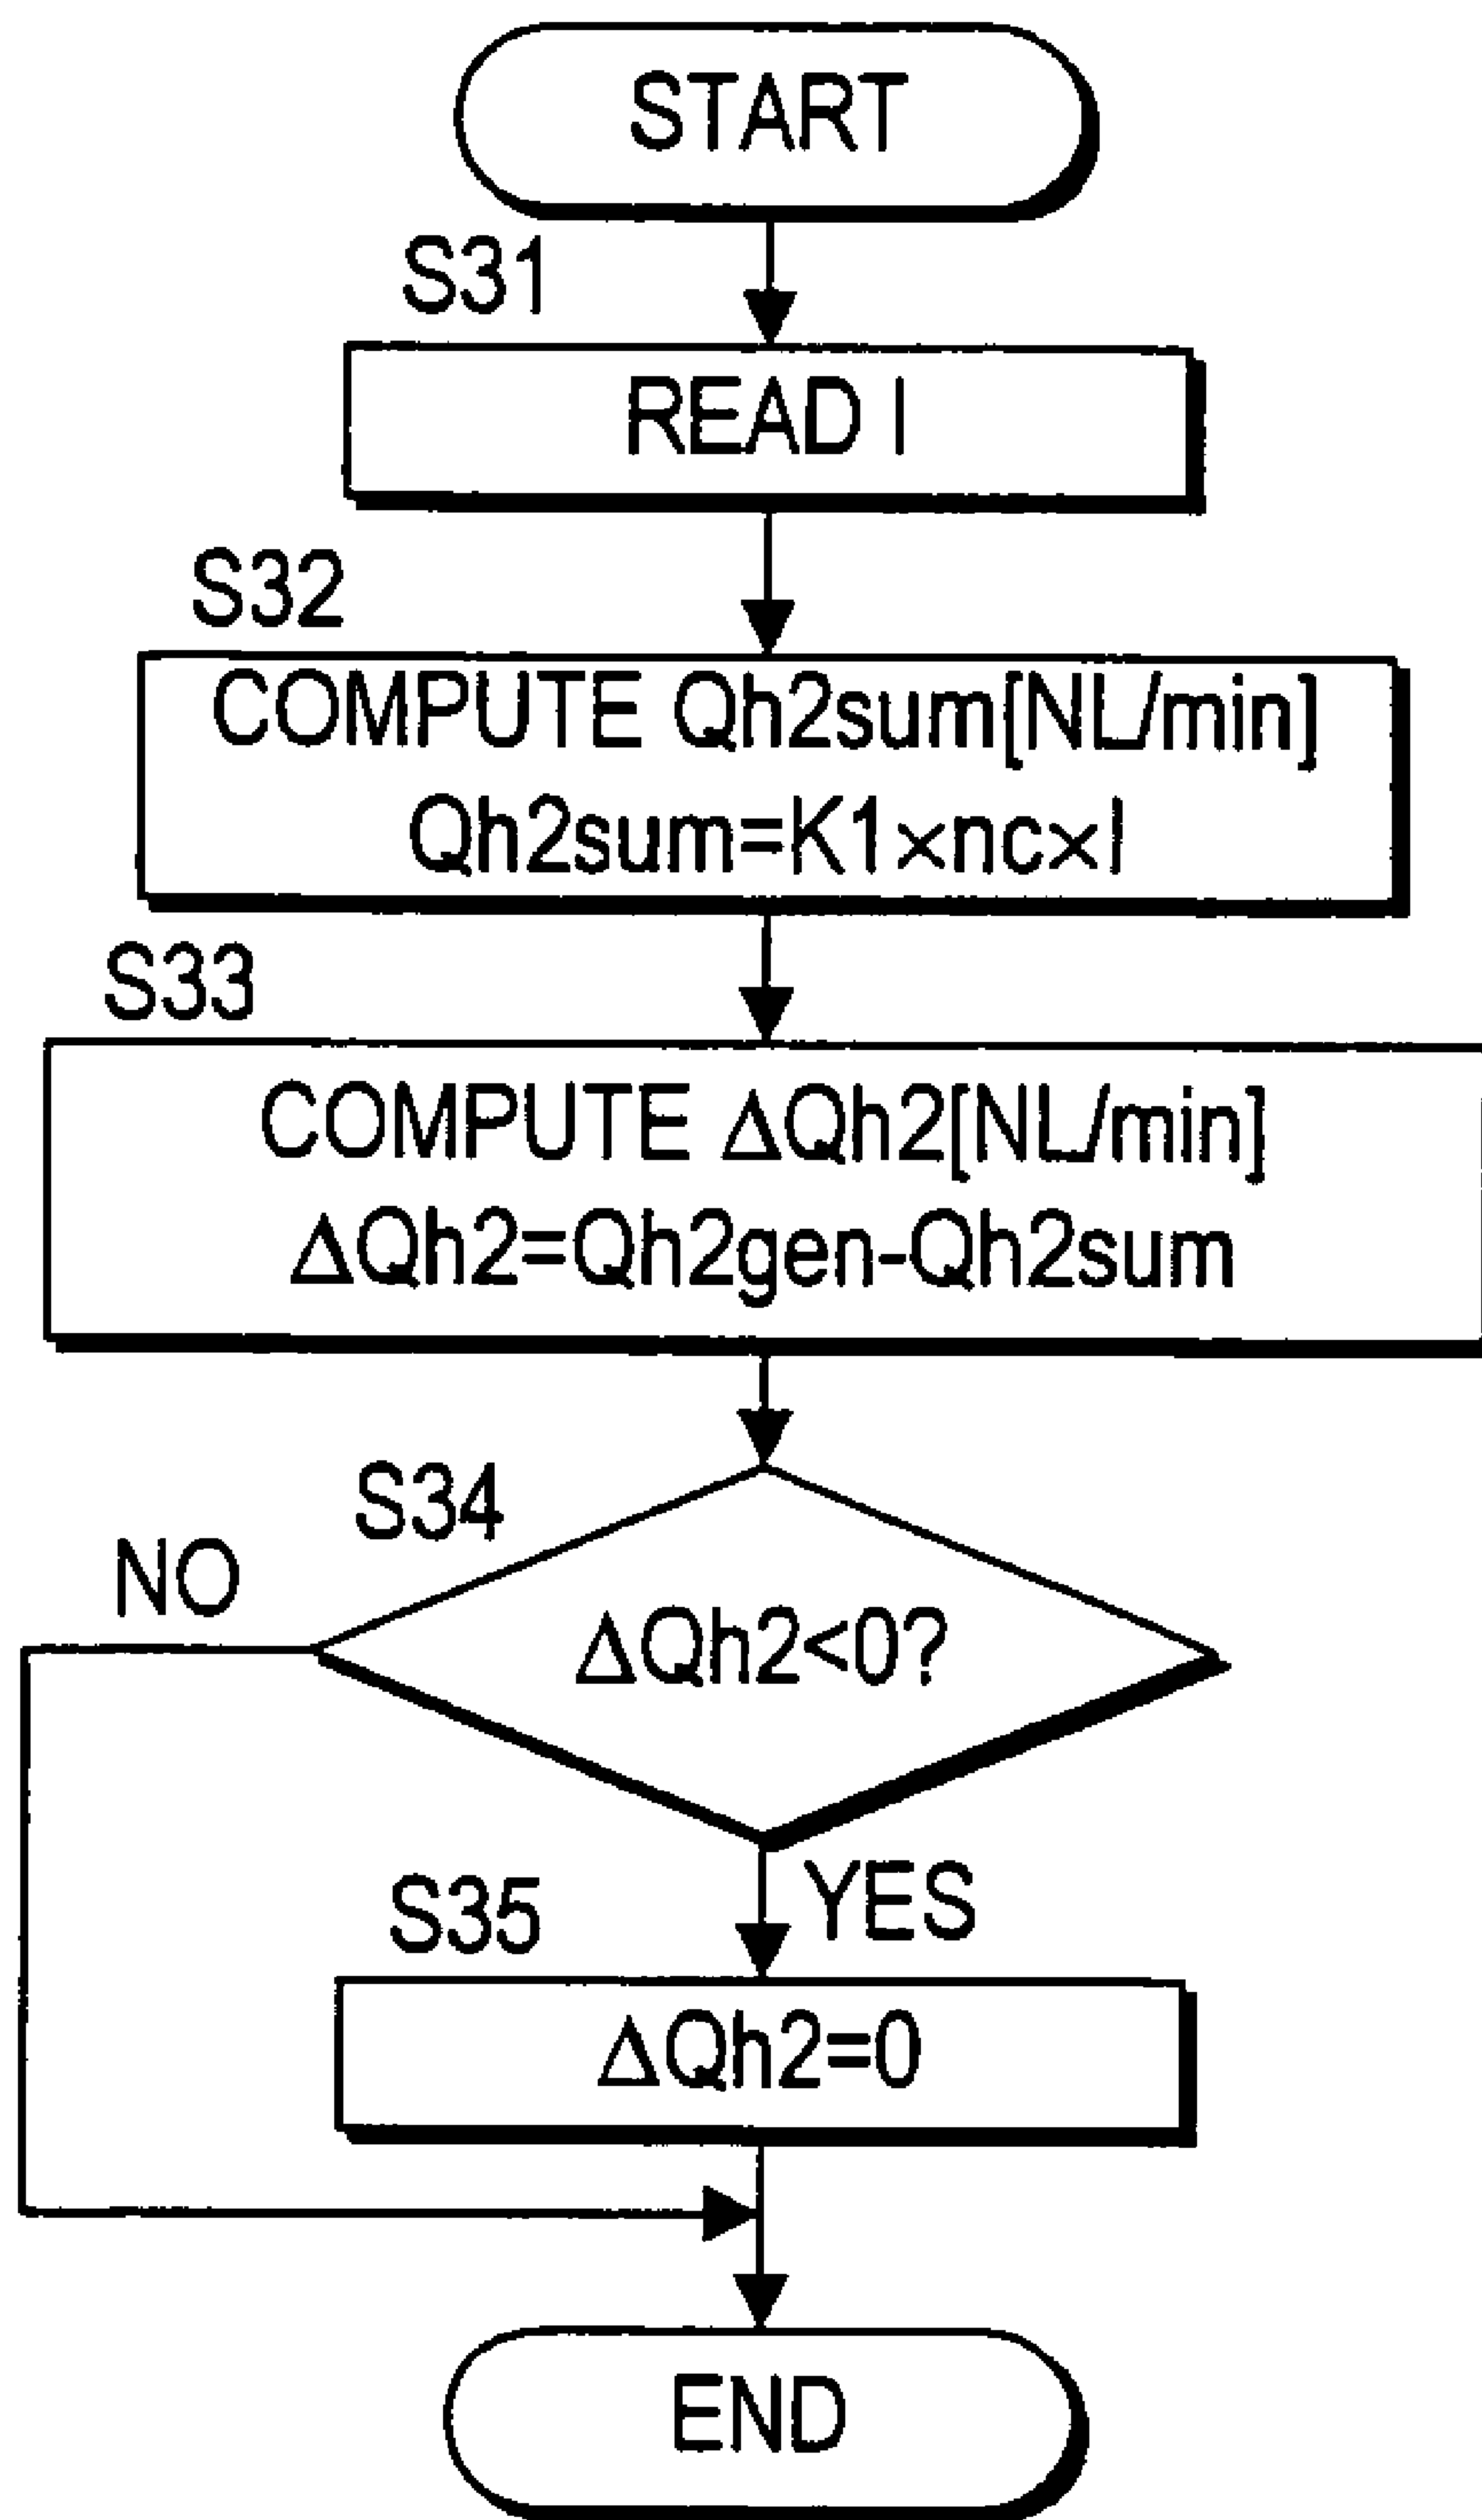 START
S31
READ I
S32
COMPUTE Qh2sum[NL/min]
Qh2sum=K1×nc×I
S33
COMPUTE ΔQh2[NL/min]
ΔQh2=Qh2gen-Qh2sum
S34
NO
ΔQh2<0?
YES
S35
ΔQh2=0
END